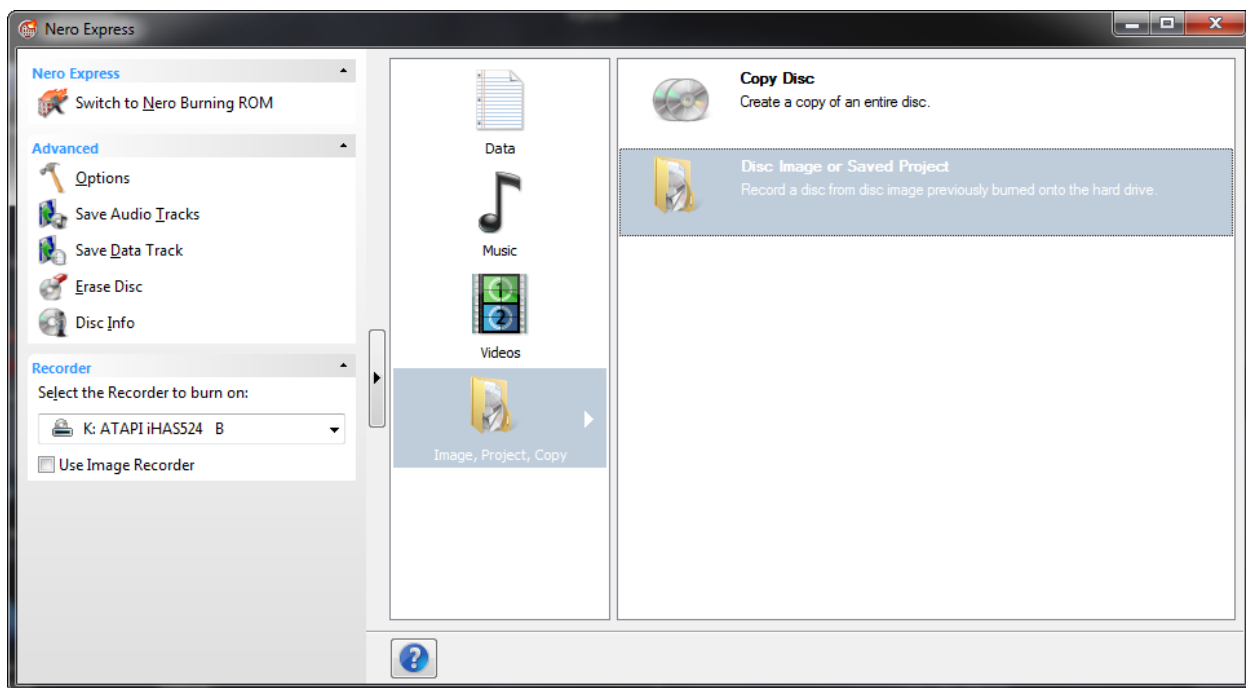 Nero Express
Nero Express
Switch to Nero Burning ROM
Advanced
Options
Save Audio Tracks
Save Data Track
Erase Disc
Disc Info
Recorder
Select the Recorder to burn on:
K: ATAPI iHAS524 B
Use Image Recorder
Data
Music
1
2
Videos
Image, Project, Copy
Copy Disc
Create a copy of an entire disc.
Disc Image or Saved Project
Record a disc from disc image previously burned onto the hard drive.
?